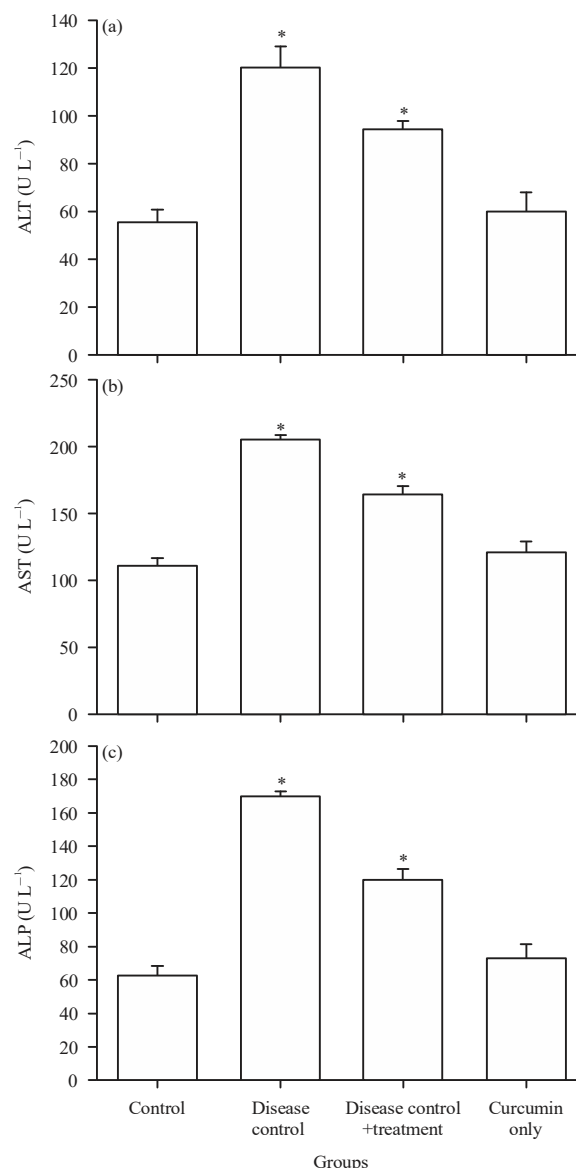 (a)
140
120
100
80
60
40
20
0
ALT (U L⁻¹)
*
*
(b)
250
200
150
100
50
0
AST (U L⁻¹)
*
*
(c)
200
180
160
140
120
100
80
60
40
20
0
ALP (U L⁻¹)
*
*
Control
Disease
control
Disease control
+treatment
Curcumin
only
Groups